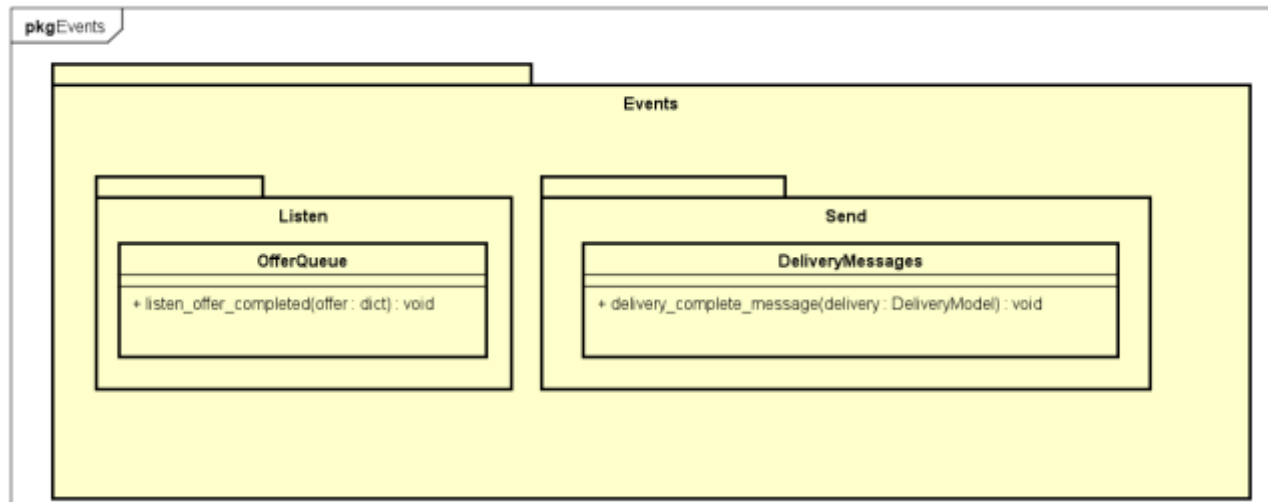 pkgEvents
Events
Listen
Send
OfferQueue
DeliveryMessages
+ listen_offer_completed(offer : dict) : void
+ delivery_complete_message(delivery : DeliveryModel) : void